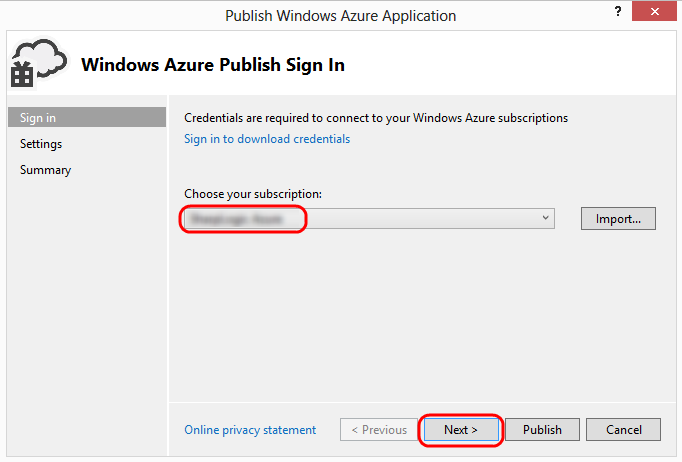 Publish Windows Azure Application
?
Windows Azure Publish Sign In
Sign in
Settings
Summary
Credentials are required to connect to your Windows Azure subscriptions
Sign in to download credentials
Choose your subscription:
Import...
Online privacy statement
< Previous
Next >
Publish
Cancel